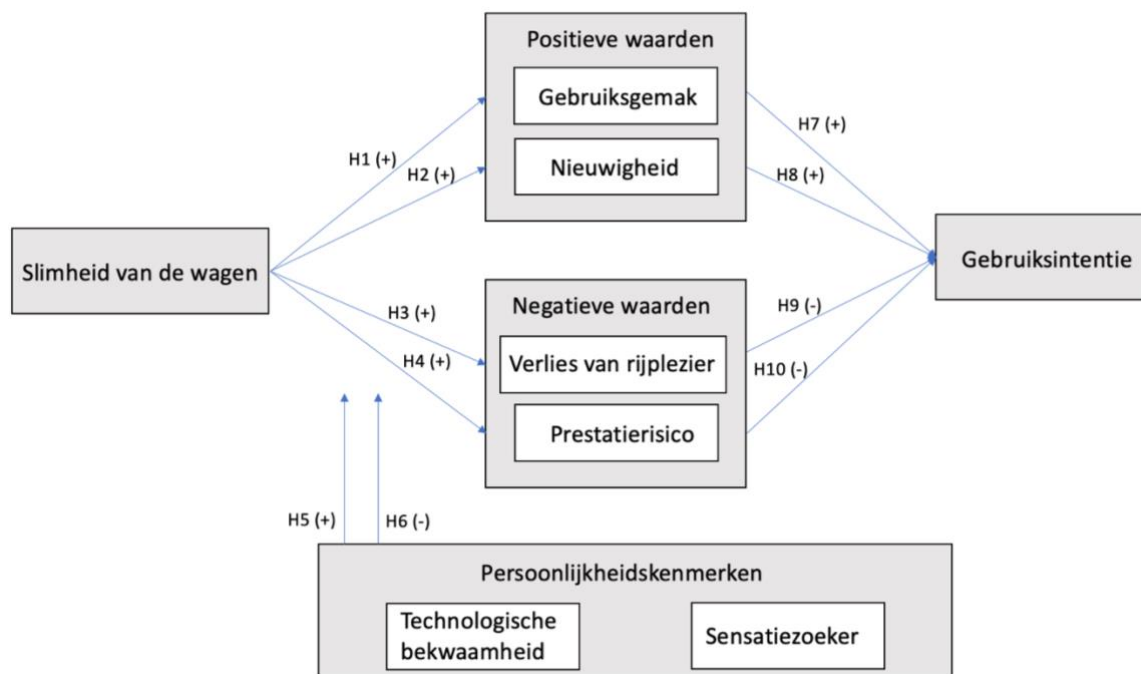 Positieve waarden
Gebruiksgemak
Nieuwigheid
H1 (+)
H2 (+)
H7 (+)
H8 (+)
Slimheid van de wagen
Gebruiksintentie
Negatieve waarden
Verlies van rijplezier
Prestatierisico
H3 (+)
H4 (+)
H9 (-)
H10 (-)
H5 (+)
H6 (-)
Persoonlijkheidskenmerken
Technologische
bekwaamheid
Sensatiezoeker